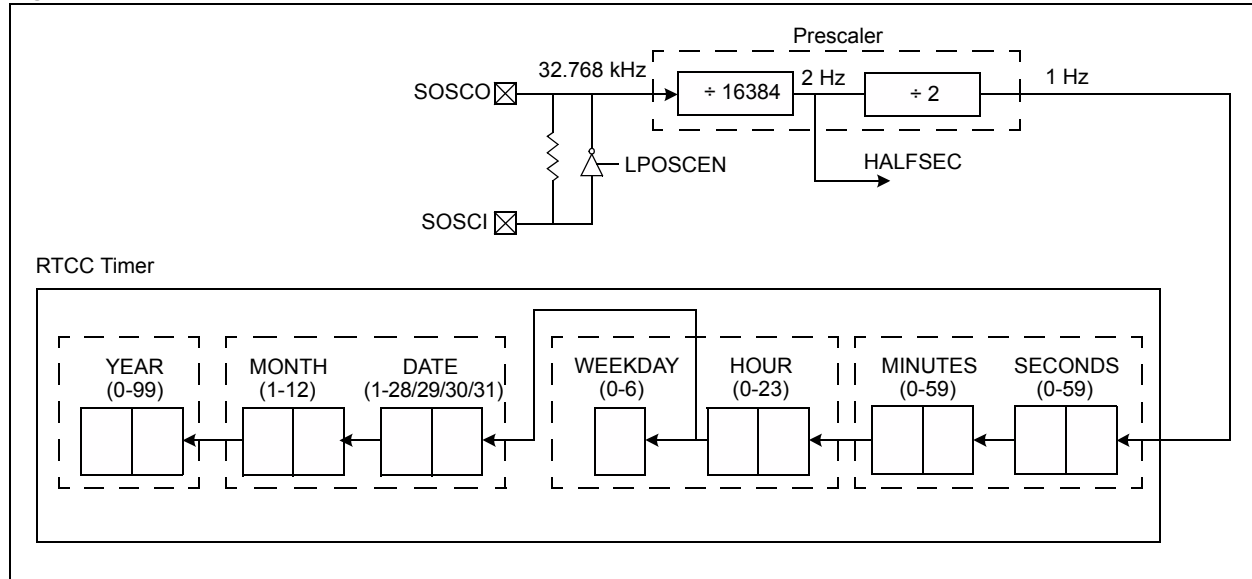 Prescaler
32.768 kHz
2 Hz
1 Hz
SOSCO
÷ 16384
÷ 2
LPOSCEN
HALFSEC
SOSCI
RTCC Timer
YEAR
(0-99)
MONTH
(1-12)
DATE
(1-28/29/30/31)
WEEKDAY
(0-6)
HOUR
(0-23)
MINUTES
(0-59)
SECONDS
(0-59)